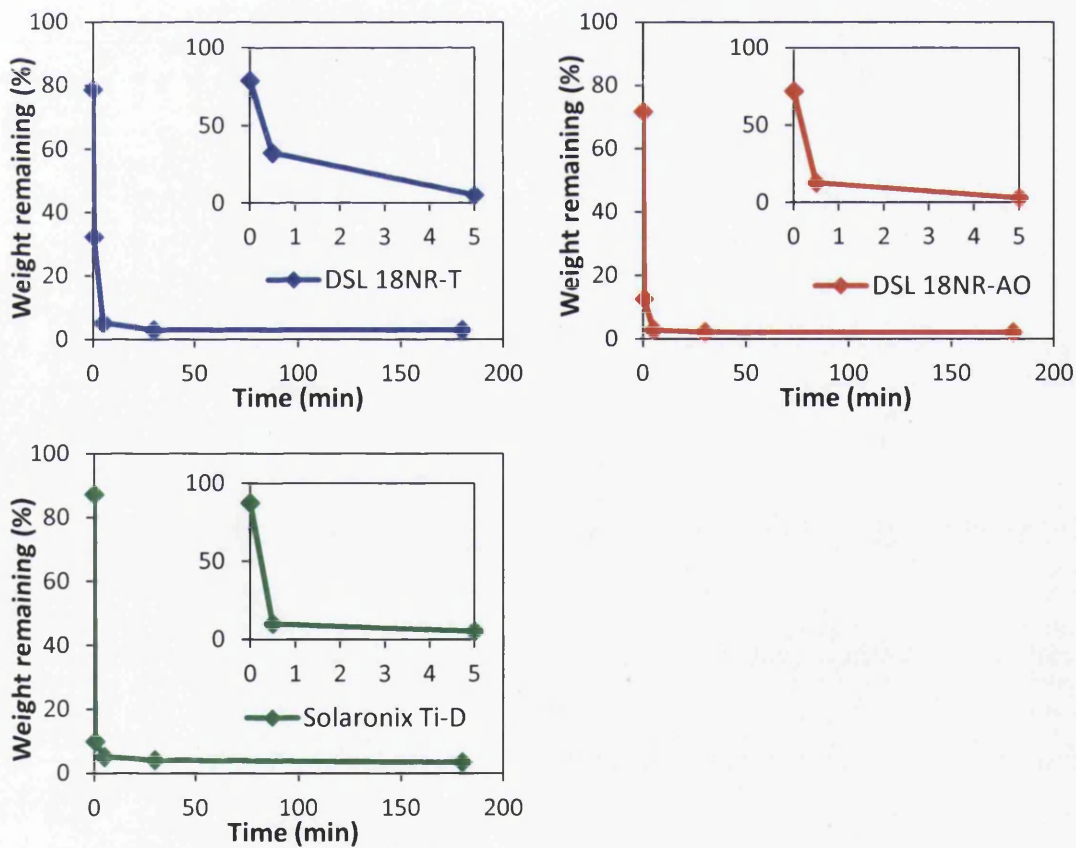 100
80
60
40
20
0
Weight remaining (%)
0 50 100 150 200
Time (min)
100
50
0
0 1 2 3 4 5
DSL 18NR-T
100
80
60
40
20
0
Weight remaining (%)
0 50 100 150 200
Time (min)
100
50
0
0 1 2 3 4 5
DSL 18NR-AO
100
80
60
40
20
0
Weight remaining (%)
0 50 100 150 200
Time (min)
100
50
0
0 1 2 3 4 5
Solaronix Ti-D